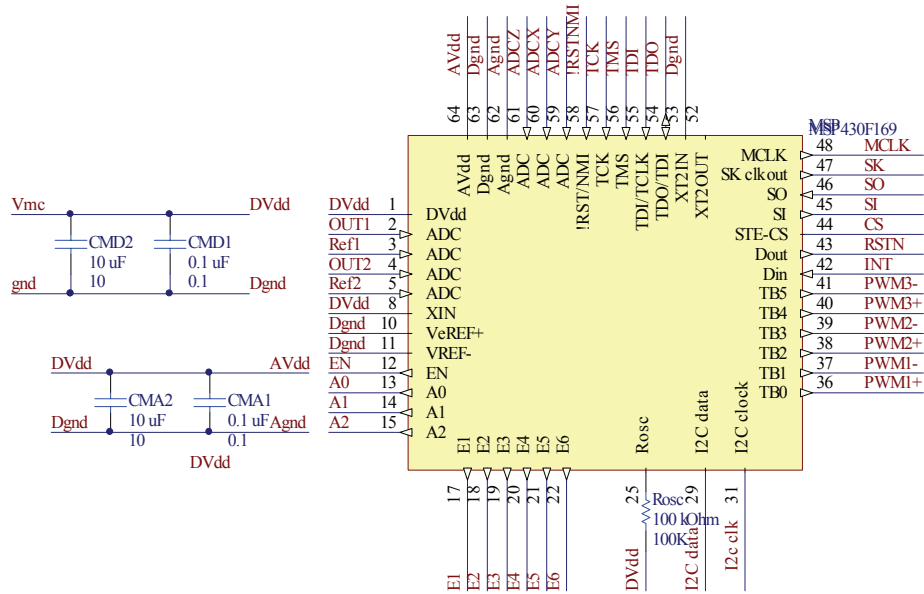 AVdd
Dgnd
Agnd
ADCZ
ADCX
ADCY
!RSTNMI
TCK
TMS
TDI
TDO
Dgnd
64
63
62
61
60
59
58
57
56
55
54
53
52
MSP
MSP430F169
AVdd
Dgnd
Agnd
ADC
ADC
ADC
!RST/NMI
TCK
TMS
TDI/TCLK
TDO/TDI
XT2IN
XT2OUT
MCLK 48 MCLK
SK clkout 47 SK
SO 46 SO
SI 45 SI
STE-CS 44 CS
Dout 43 RSTN
Din 42 INT
TB5 41 PWM3-
TB4 40 PWM3+
TB3 39 PWM2-
TB2 38 PWM2+
TB1 37 PWM1-
TB0 36 PWM1+
Vmc DVdd
CMD2 CMD1
10 uF 0.1 uF
10 0.1
gnd Dgnd
DVdd AVdd
CMA2 CMA1
10 uF 0.1 uF
Dgnd 10 0.1 Agnd
DVdd
DVdd 1 DVdd
OUT1 2 ADC
Ref1 3 ADC
OUT2 4 ADC
Ref2 5 ADC
DVdd 8 XIN
Dgnd 10 VeREF+
Dgnd 11 VREF-
EN 12 EN
A0 13 A0
A1 14 A1
A2 15 A2
E1
E2
E3
E4
E5
E6
Rosc
I2C data
I2C clock
17
18
19
20
21
22
25
29
31
Rosc
100 kOhm
100K
E1
E2
E3
E4
E5
E6
DVdd
I2C data
I2c clk